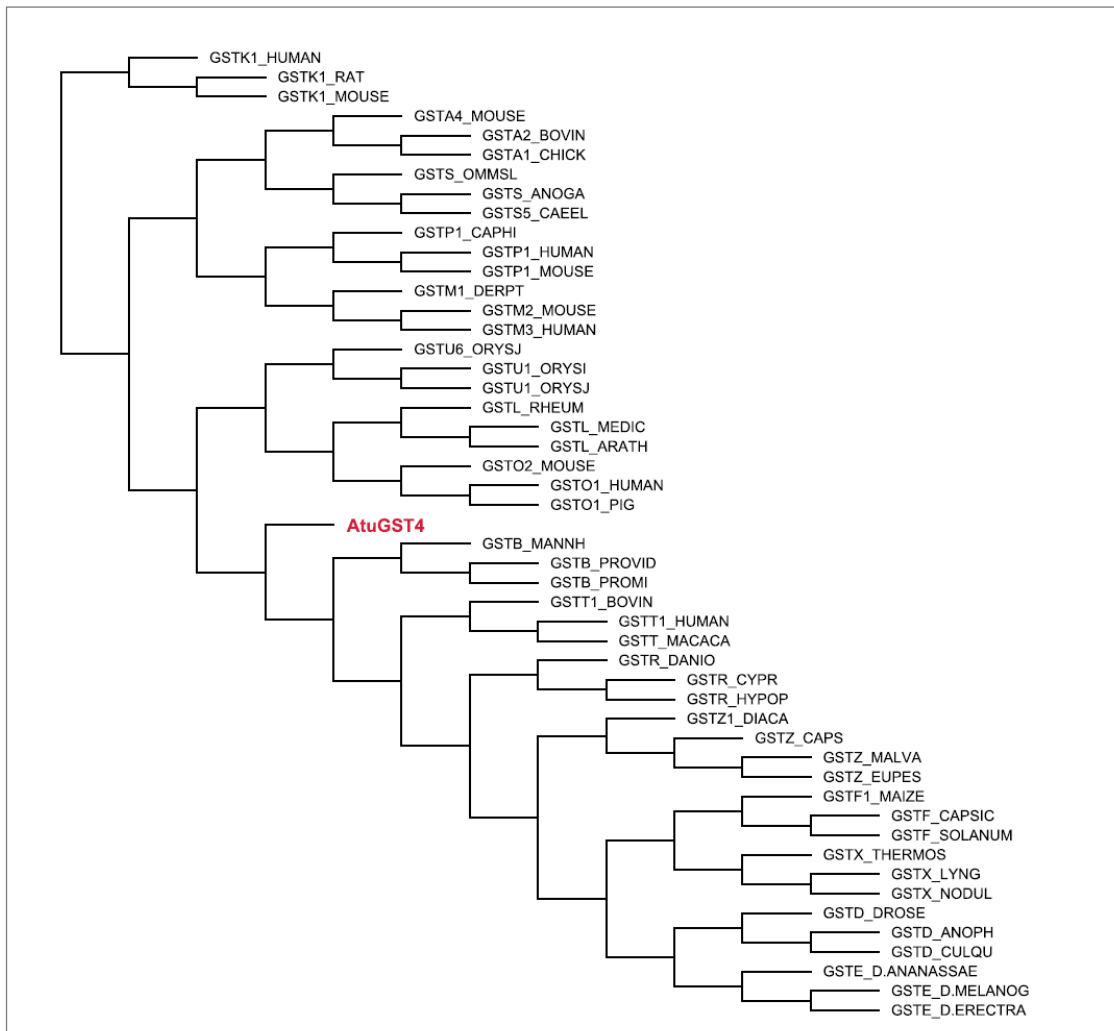 GSTK1_HUMAN
GSTK1_RAT
GSTK1_MOUSE
GSTA4_MOUSE
GSTA2_BOVIN
GSTA1_CHICK
GSTS_OMMSL
GSTS_ANOGA
GSTS5_CAEEL
GSTP1_CAPHI
GSTP1_HUMAN
GSTP1_MOUSE
GSTM1_DERPT
GSTM2_MOUSE
GSTM3_HUMAN
GSTU6_ORYSJ
GSTU1_ORYSI
GSTU1_ORYSJ
GSTL_RHEUM
GSTL_MEDIC
GSTL_ARATH
GSTO2_MOUSE
GSTO1_HUMAN
GSTO1_PIG
AtuGST4
GSTB_MANNH
GSTB_PROVID
GSTB_PROMI
GSTT1_BOVIN
GSTT1_HUMAN
GSTT_MACACA
GSTR_DANIO
GSTR_CYPR
GSTR_HYPOP
GSTZ1_DIACA
GSTZ_CAPS
GSTZ_MALVA
GSTZ_EUPES
GSTF1_MAIZE
GSTF_CAPSIC
GSTF_SOLANUM
GSTX_THERMOS
GSTX_LYNG
GSTX_NODUL
GSTD_DROSE
GSTD_ANOPH
GSTD_CULQU
GSTE_D.ANANASSAE
GSTE_D.MELANOG
GSTE_D.ERECTRA